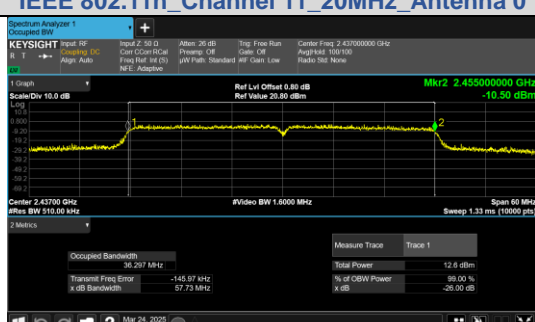 IEEE 802.11n_Channel 11_20MHz_Antenna 0
Spectrum Analyzer 1
Occupied BW
+
KEYSIGHT Input: RF Input Z: 50 Ω Atten: 26 dB Trig: Free Run Center Freq: 2.437000000 GHz
R T Coupling: DC Corr CCorr RCal Preamp: Off Gate: Off Avg|Hold: 100/100
Align: Auto Freq Ref: Int (S) µW Path: Standard #IF Gain: Low Radio Std: None
NFE: Adaptive
1 Graph Ref Lvl Offset 0.80 dB Mkr2 2.455000000 GHz
Scale/Div 10.0 dB Ref Value 20.80 dBm -10.50 dBm
Log
10.8
0.800
-9.20
-19.2
-29.2
-39.2
-49.2
-59.2
-69.2
1
2
Center 2.43700 GHz #Video BW 1.6000 MHz Span 60 MHz
#Res BW 510.00 kHz Sweep 1.33 ms (10000 pts)
2 Metrics
Measure Trace Trace 1
Occupied Bandwidth
36.297 MHz Total Power 12.6 dBm
Transmit Freq Error -145.97 kHz % of OBW Power 99.00 %
x dB Bandwidth 57.73 MHz x dB -26.00 dB
? Mar 24, 2025